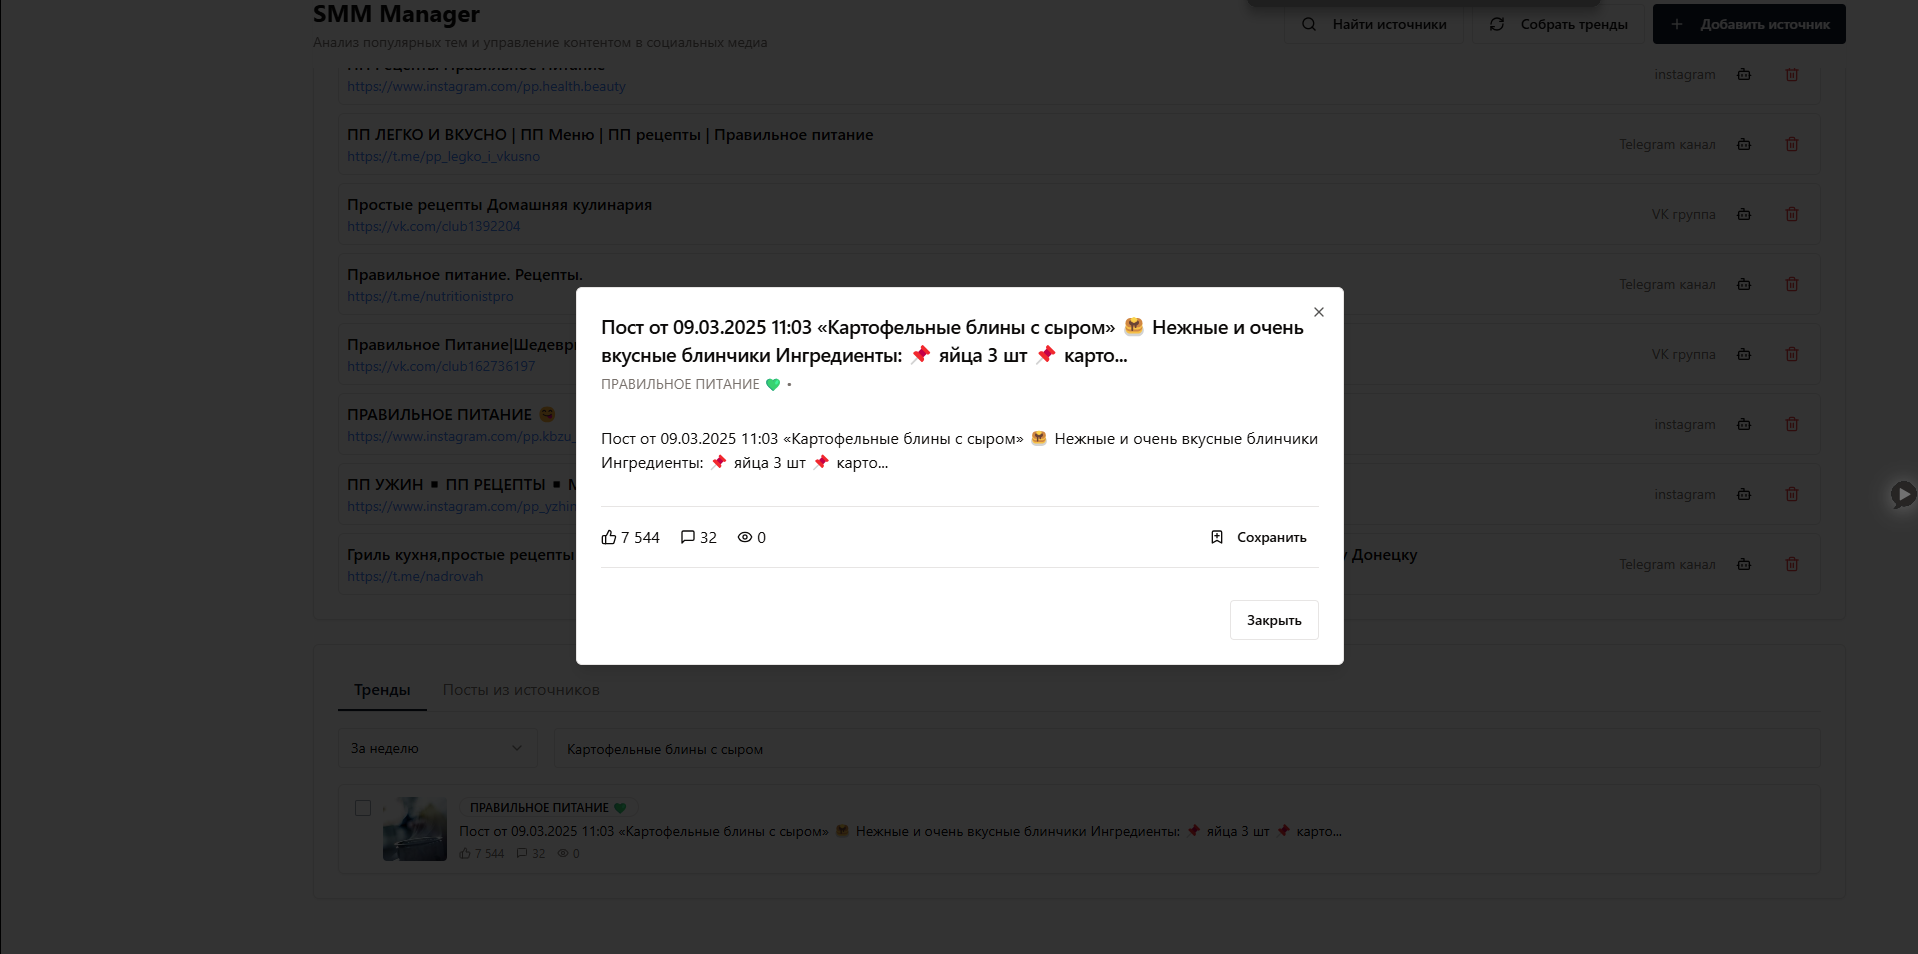 SMM Manager
Анализ популярных тем и управление контентом в социальных медиа
Найти источники
Собрать тренды
Добавить источник
ПП Рецепты Правильное Питание
https://www.instagram.com/pp.health.beauty
instagram
ПП ЛЕГКО И ВКУСНО | ПП Меню | ПП рецепты | Правильное питание
https://t.me/pp_legko_i_vkusno
Telegram канал
Простые рецепты Домашняя кулинария
https://vk.com/club1392204
VK группа
Правильное питание. Рецепты.
https://t.me/nutritionistpro
Telegram канал
Правильное Питание|Шедевр
https://vk.com/club162736197
VK группа
ПРАВИЛЬНОЕ ПИТАНИЕ 😋
https://www.instagram.com/pp.kbzu_
instagram
ПП УЖИН ▪ ПП РЕЦЕПТЫ ▪
https://www.instagram.com/pp_yzhin
instagram
Гриль кухня,простые рецепты
у Донецку
https://t.me/nadrovah
Telegram канал
Пост от 09.03.2025 11:03 «Картофельные блины с сыром» 🥞 Нежные и очень
вкусные блинчики Ингредиенты: 📌 яйца 3 шт 📌 карто...
ПРАВИЛЬНОЕ ПИТАНИЕ 💚 •
Пост от 09.03.2025 11:03 «Картофельные блины с сыром» 🥞 Нежные и очень вкусные блинчики
Ингредиенты: 📌 яйца 3 шт 📌 карто...
7 544 32 0
Сохранить
Закрыть
Тренды
Посты из источников
За неделю
Картофельные блины с сыром
ПРАВИЛЬНОЕ ПИТАНИЕ 💚
Пост от 09.03.2025 11:03 «Картофельные блины с сыром» 🥞 Нежные и очень вкусные блинчики Ингредиенты: 📌 яйца 3 шт 📌 карто...
7 544 32 0